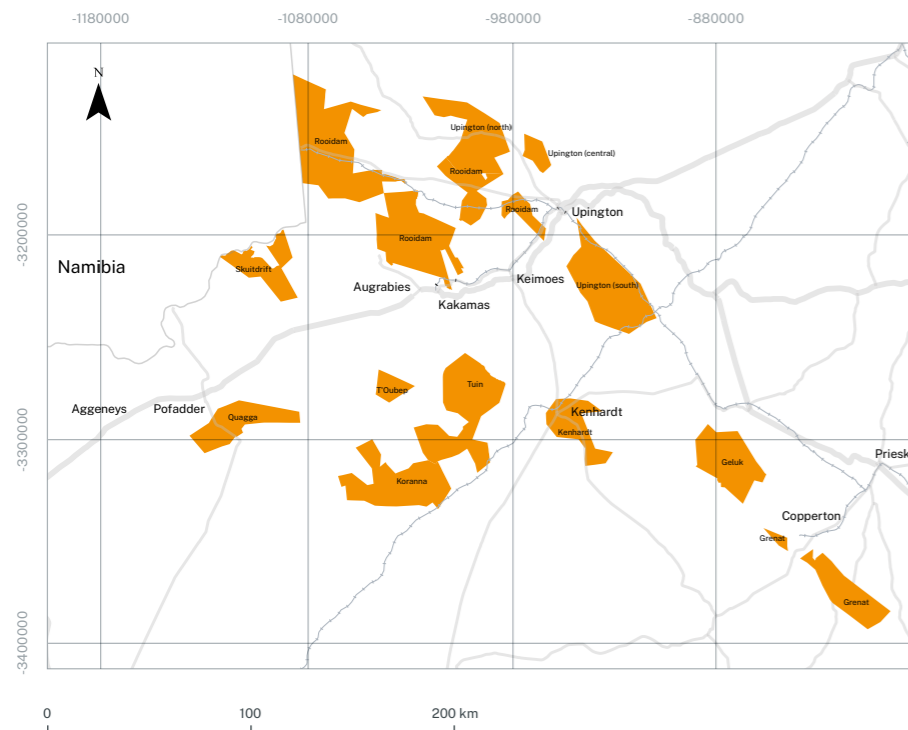 -1180000
-1080000
-980000
-880000
N
Rooidam
Upington (north)
Upington (central)
Rooidam
Rooidam
Upington
-3200000
Rooidam
Namibia
Skuitdrift
Keimoes
Augrabies
Upington (south)
Kakamas
T'Oubep
Tuin
Aggeneys
Pofadder
Quagga
Kenhardt
Kenhardt
-3300000
Priesk
Geluk
Koranna
Copperton
Grenat
Grenat
-3400000
0
100
200 km